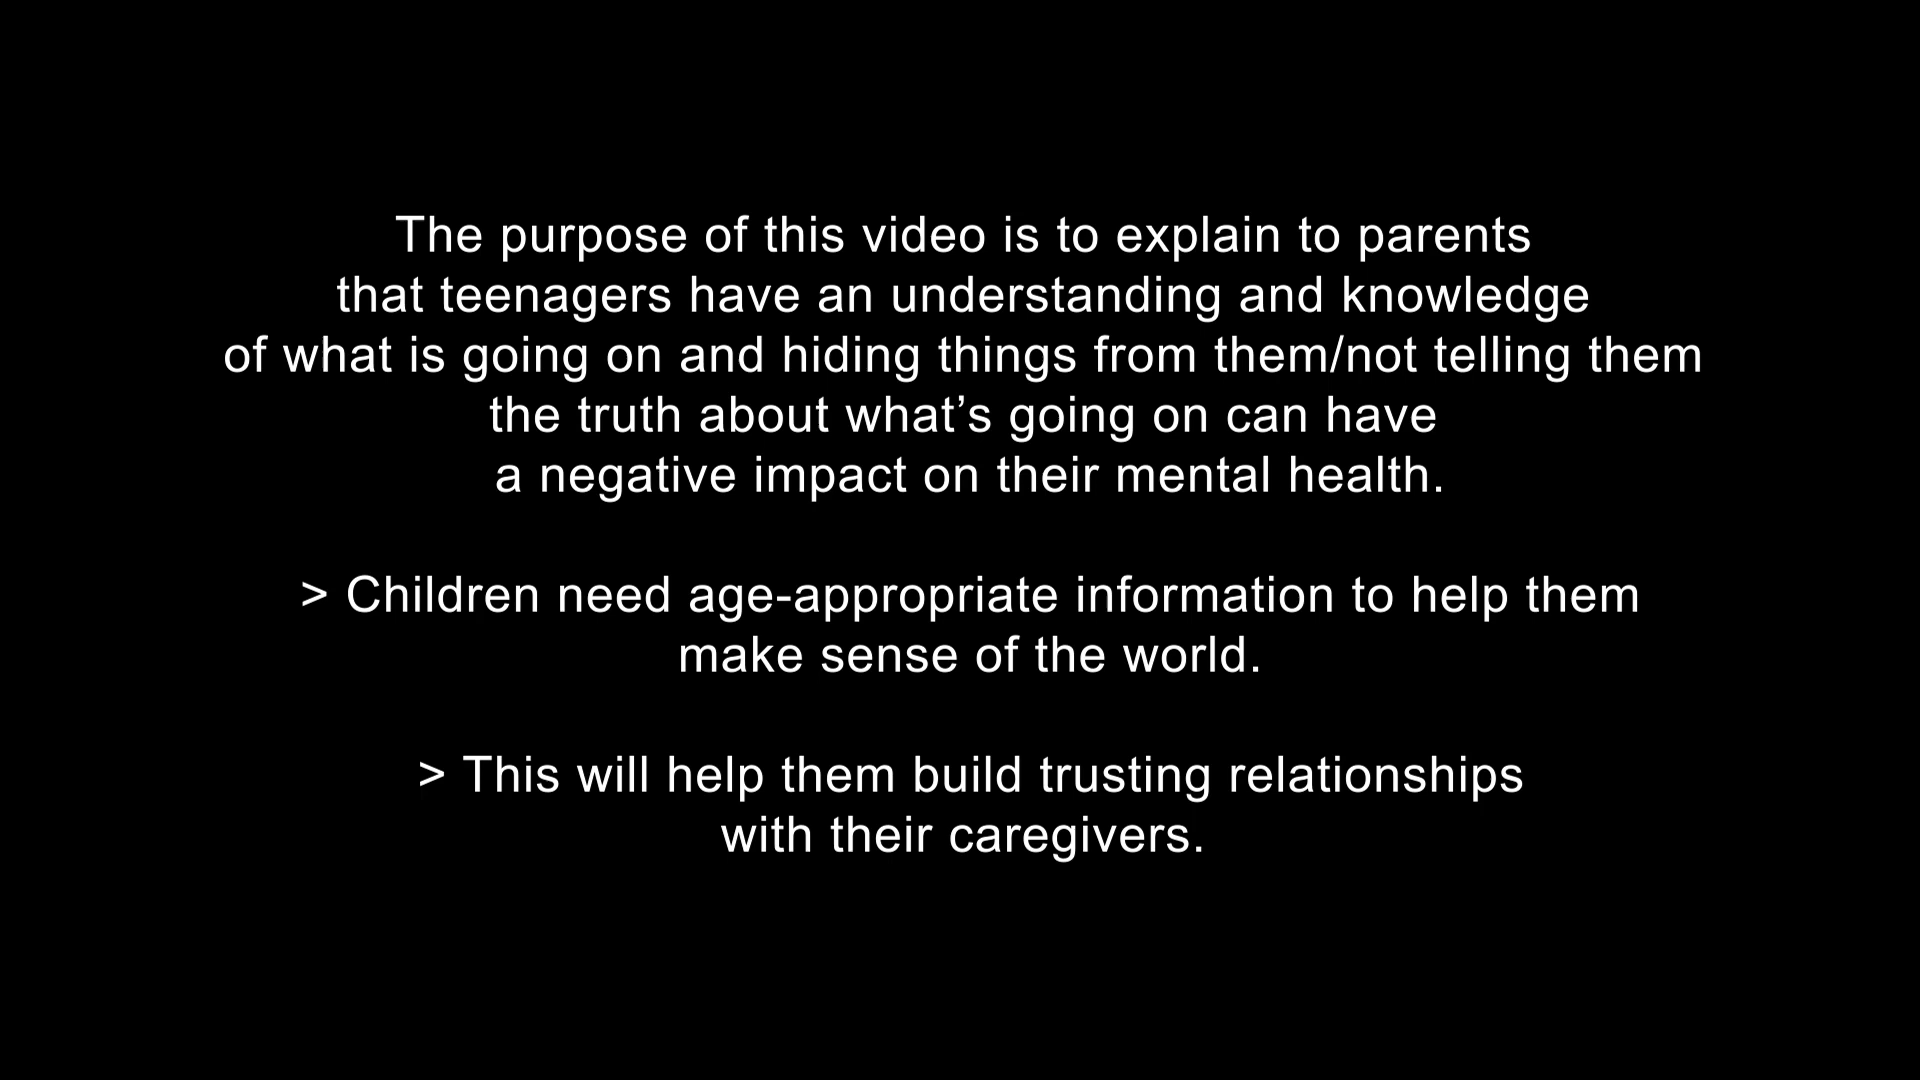 The purpose of this video is to explain to parents
that teenagers have an understanding and knowledge
of what is going on and hiding things from them/not telling them
the truth about what’s going on can have
a negative impact on their mental health.
> Children need age-appropriate information to help them
make sense of the world.
> This will help them build trusting relationships
with their caregivers.